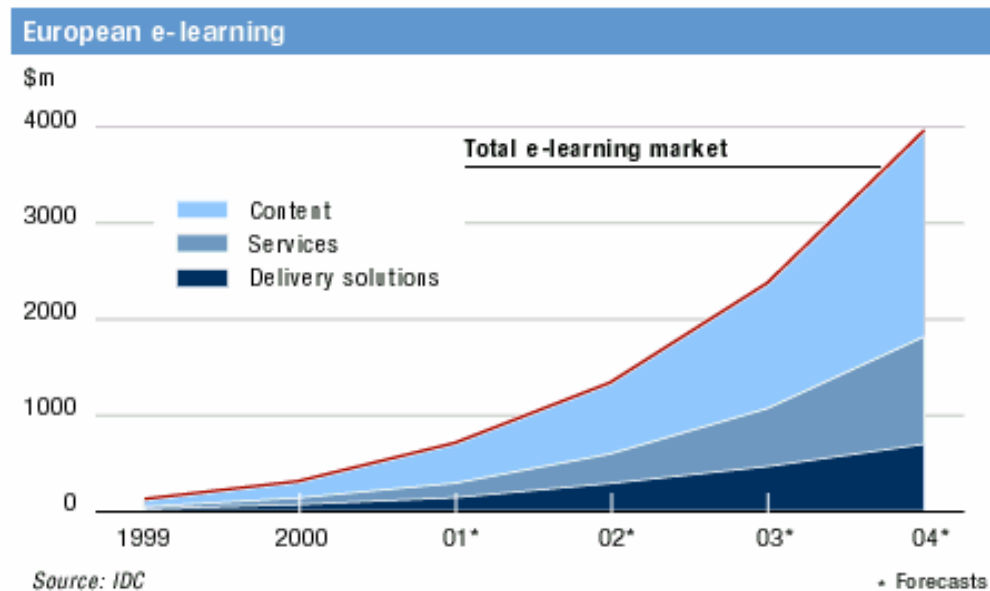 European e-learning
$m
4000
Total e-learning market
3000
Content
Services
Delivery solutions
2000
1000
0
1999 2000 01* 02* 03* 04*
Source: IDC * Forecasts